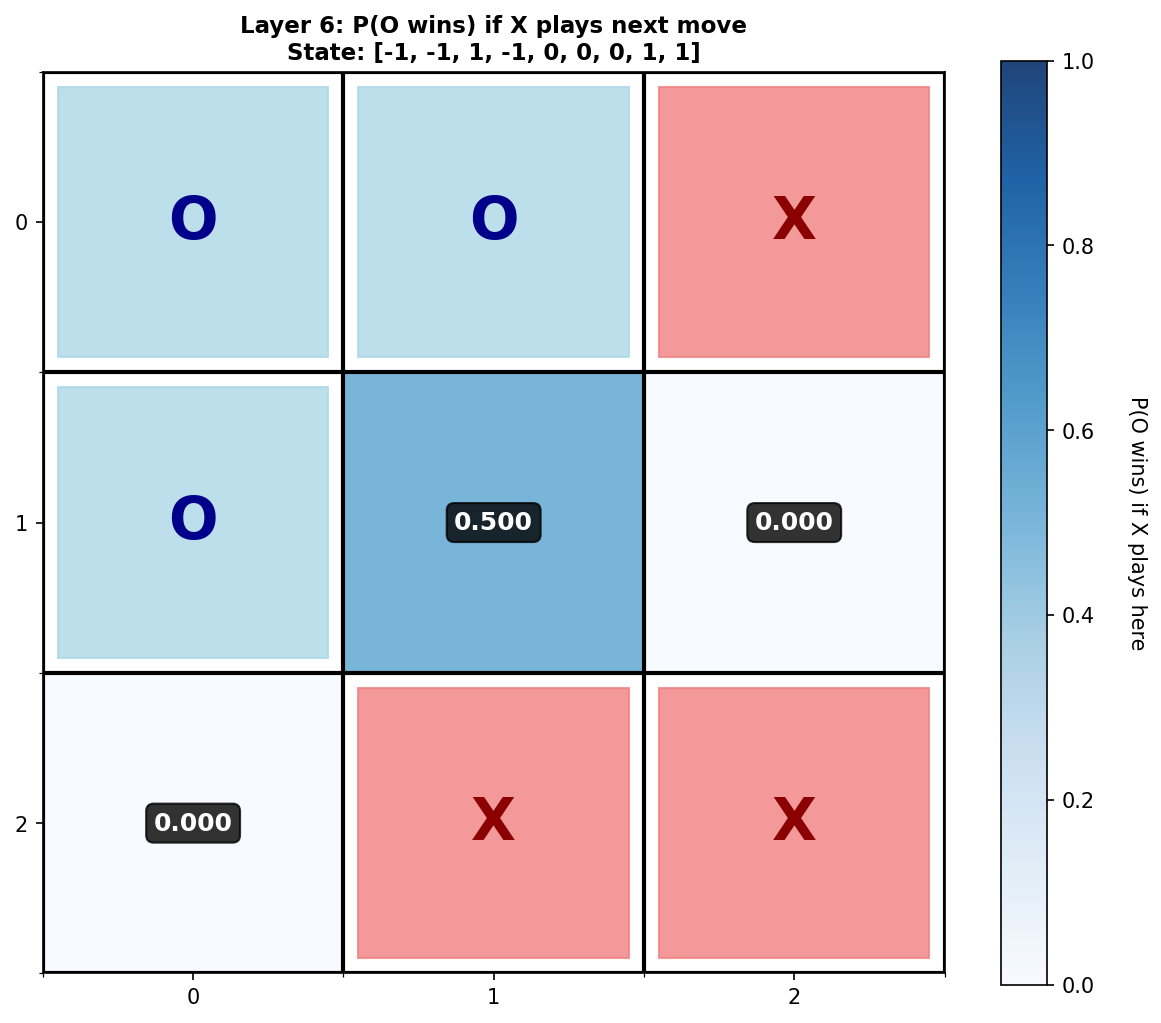 Layer 6: P(O wins) if X plays next move
State: [-1, -1, 1, -1, 0, 0, 0, 1, 1]
0
O
O
X
1
O
0.500
0.000
2
0.000
X
X
0
1
2
1.0
0.8
0.6
0.4
0.2
0.0
P(O wins) if X plays here